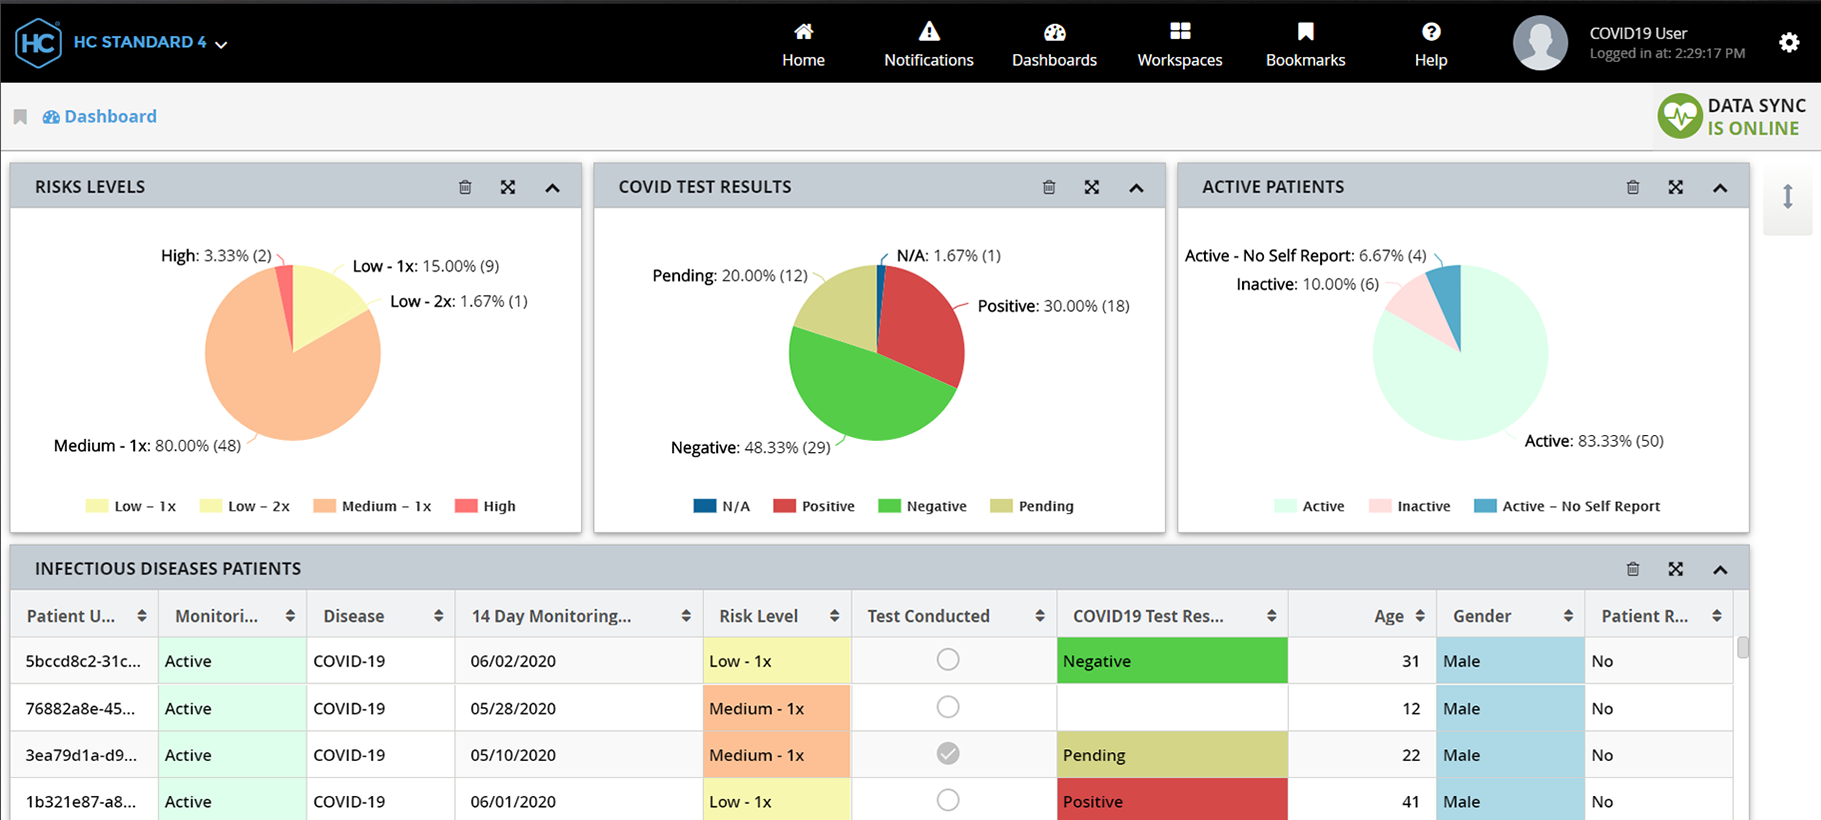 HC
HC STANDARD 4
Home
Notifications
Dashboards
Workspaces
Bookmarks
Help
COVID19 User
Logged in at: 2:29:17 PM
Dashboard
DATA SYNC
IS ONLINE
RISKS LEVELS
High: 3.33% (2)
Low - 1x: 15.00% (9)
Low - 2x: 1.67% (1)
Medium - 1x: 80.00% (48)
Low – 1x
Low – 2x
Medium – 1x
High
COVID TEST RESULTS
N/A: 1.67% (1)
Pending: 20.00% (12)
Positive: 30.00% (18)
Negative: 48.33% (29)
N/A
Positive
Negative
Pending
ACTIVE PATIENTS
Active - No Self Report: 6.67% (4)
Inactive: 10.00% (6)
Active: 83.33% (50)
Active
Inactive
Active – No Self Report
INFECTIOUS DISEASES PATIENTS
Patient U... Monitori... Disease 14 Day Monitoring... Risk Level Test Conducted COVID19 Test Res... Age Gender Patient R...
5bccd8c2-31c... Active COVID-19 06/02/2020 Low - 1x Negative 31 Male No
76882a8e-45... Active COVID-19 05/28/2020 Medium - 1x 12 Male No
3ea79d1a-d9... Active COVID-19 05/10/2020 Medium - 1x Pending 22 Male No
1b321e87-a8... Active COVID-19 06/01/2020 Low - 1x Positive 41 Male No